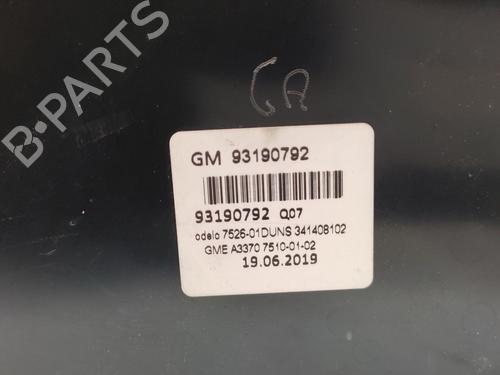 B-PARTS
GA
GM 93190792
93190792 Q07
odelo 7526-01DUNS 341408102
GME A3370 7510-01-02
19.06.2019